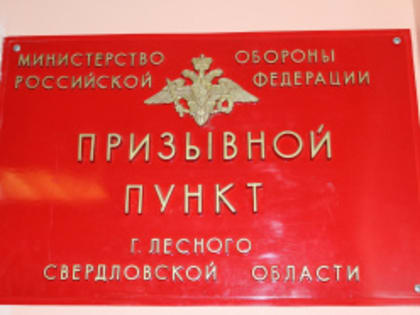 МИНИСТЕРСТВО ОБОРОНЫ
РОССИЙСКОЙ ФЕДЕРАЦИИ
ПРИЗЫВНОЙ
ПУНКТ
Г. ЛЕСНОГО
СВЕРДЛОВСКОЙ ОБЛАСТИ